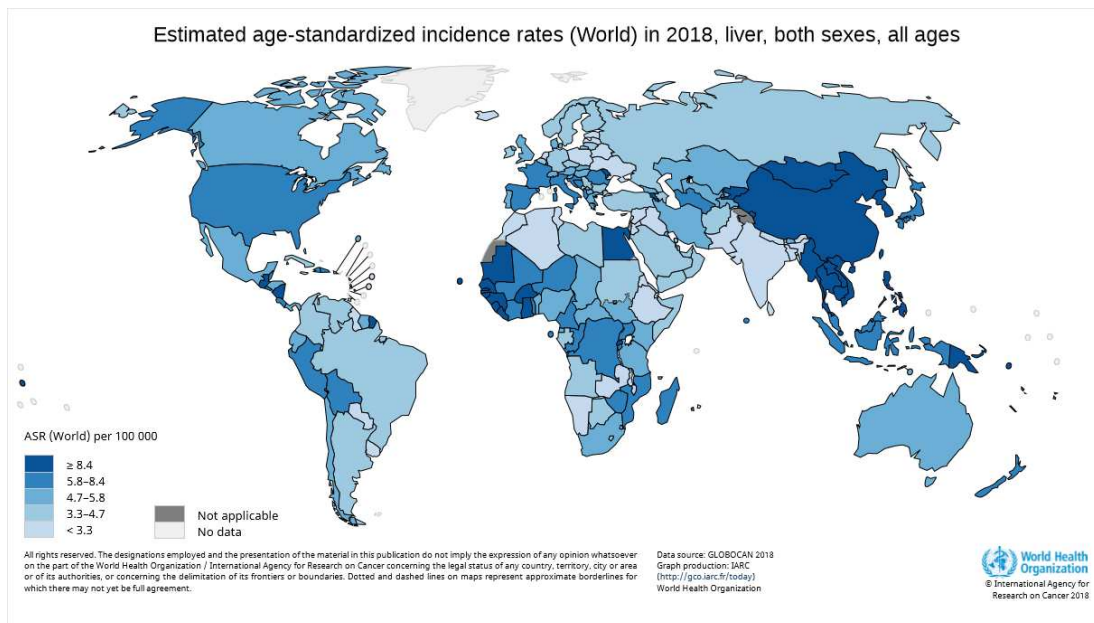 Estimated age-standardized incidence rates (World) in 2018, liver, both sexes, all ages
ASR (World) per 100 000
≥ 8.4
5.8–8.4
4.7–5.8
3.3–4.7
< 3.3
Not applicable
No data
All rights reserved. The designations employed and the presentation of the material in this publication do not imply the expression of any opinion whatsoever
on the part of the World Health Organization / International Agency for Research on Cancer concerning the legal status of any country, territory, city or area
or of its authorities, or concerning the delimitation of its frontiers or boundaries. Dotted and dashed lines on maps represent approximate borderlines for
which there may not yet be full agreement.
Data source: GLOBOCAN 2018
Graph production: IARC
(http://gco.iarc.fr/today)
World Health Organization
World Health
Organization
© International Agency for
Research on Cancer 2018